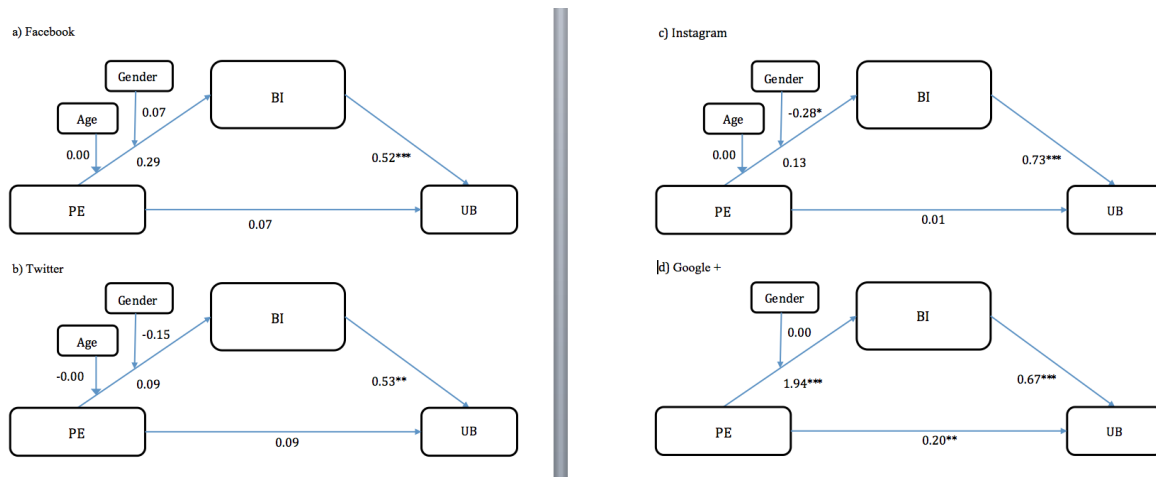 a) Facebook
Gender
BI
Age
0.07
0.00
0.29
0.52***
PE
UB
0.07
b) Twitter
Gender
BI
Age
-0.15
-0.00
0.09
0.53**
PE
UB
0.09
c) Instagram
Gender
BI
Age
-0.28*
0.00
0.13
0.73***
PE
UB
0.01
d) Google +
Gender
BI
0.00
1.94***
0.67***
PE
UB
0.20**